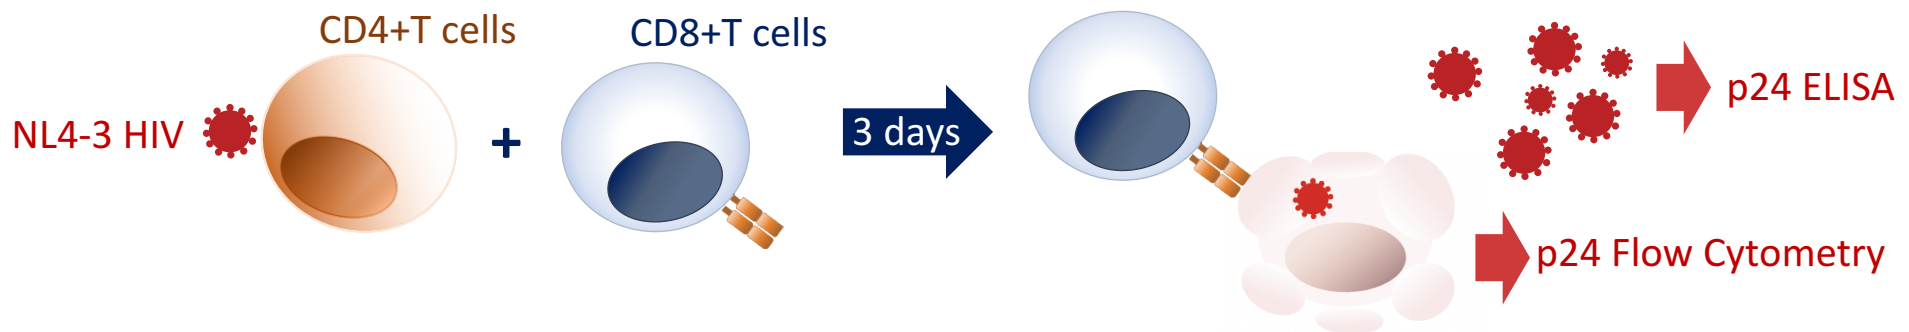 CD4+T cells
CD8+T cells
NL4-3 HIV
+
3 days
p24 ELISA
p24 Flow Cytometry